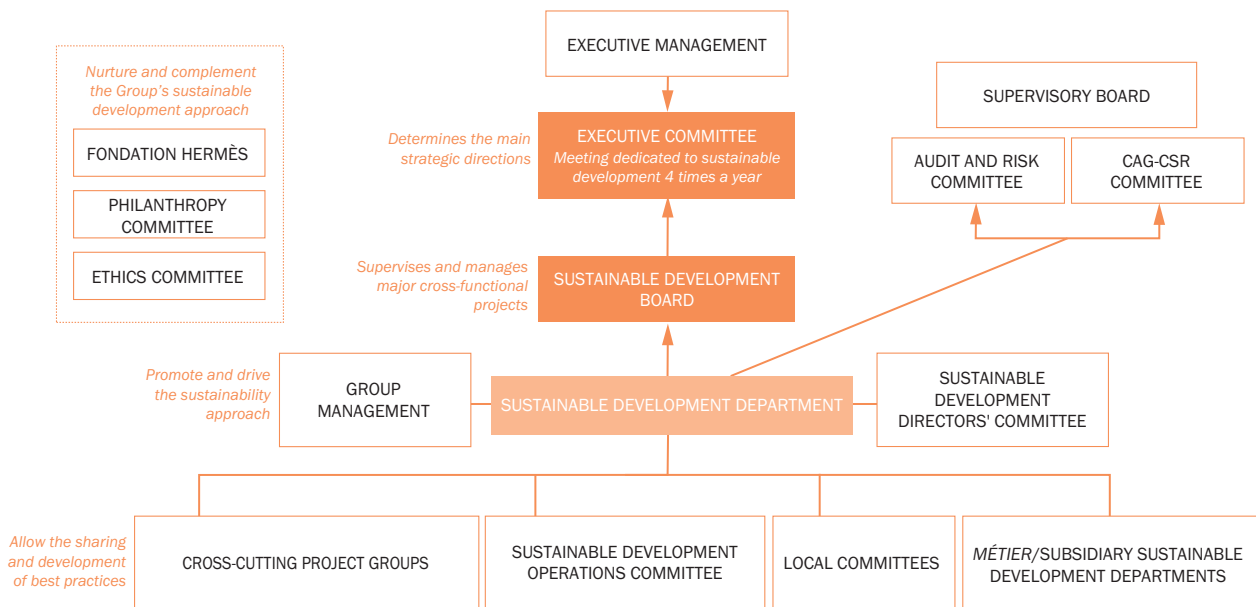 EXECUTIVE MANAGEMENT
Nurture and complement
the Group's sustainable
development approach
FONDATION HERMÈS
PHILANTHROPY
COMMITTEE
ETHICS COMMITTEE
Determines the main
strategic directions
EXECUTIVE COMMITTEE
Meeting dedicated to sustainable
development 4 times a year
SUPERVISORY BOARD
AUDIT AND RISK
COMMITTEE
CAG-CSR
COMMITTEE
Supervises and manages
major cross-functional
projects
SUSTAINABLE DEVELOPMENT
BOARD
Promote and drive
the sustainability
approach
GROUP
MANAGEMENT
SUSTAINABLE DEVELOPMENT DEPARTMENT
SUSTAINABLE
DEVELOPMENT
DIRECTORS' COMMITTEE
Allow the sharing
and development
of best practices
CROSS-CUTTING PROJECT GROUPS
SUSTAINABLE DEVELOPMENT
OPERATIONS COMMITTEE
LOCAL COMMITTEES
MÉTIER/SUBSIDIARY SUSTAINABLE
DEVELOPMENT DEPARTMENTS